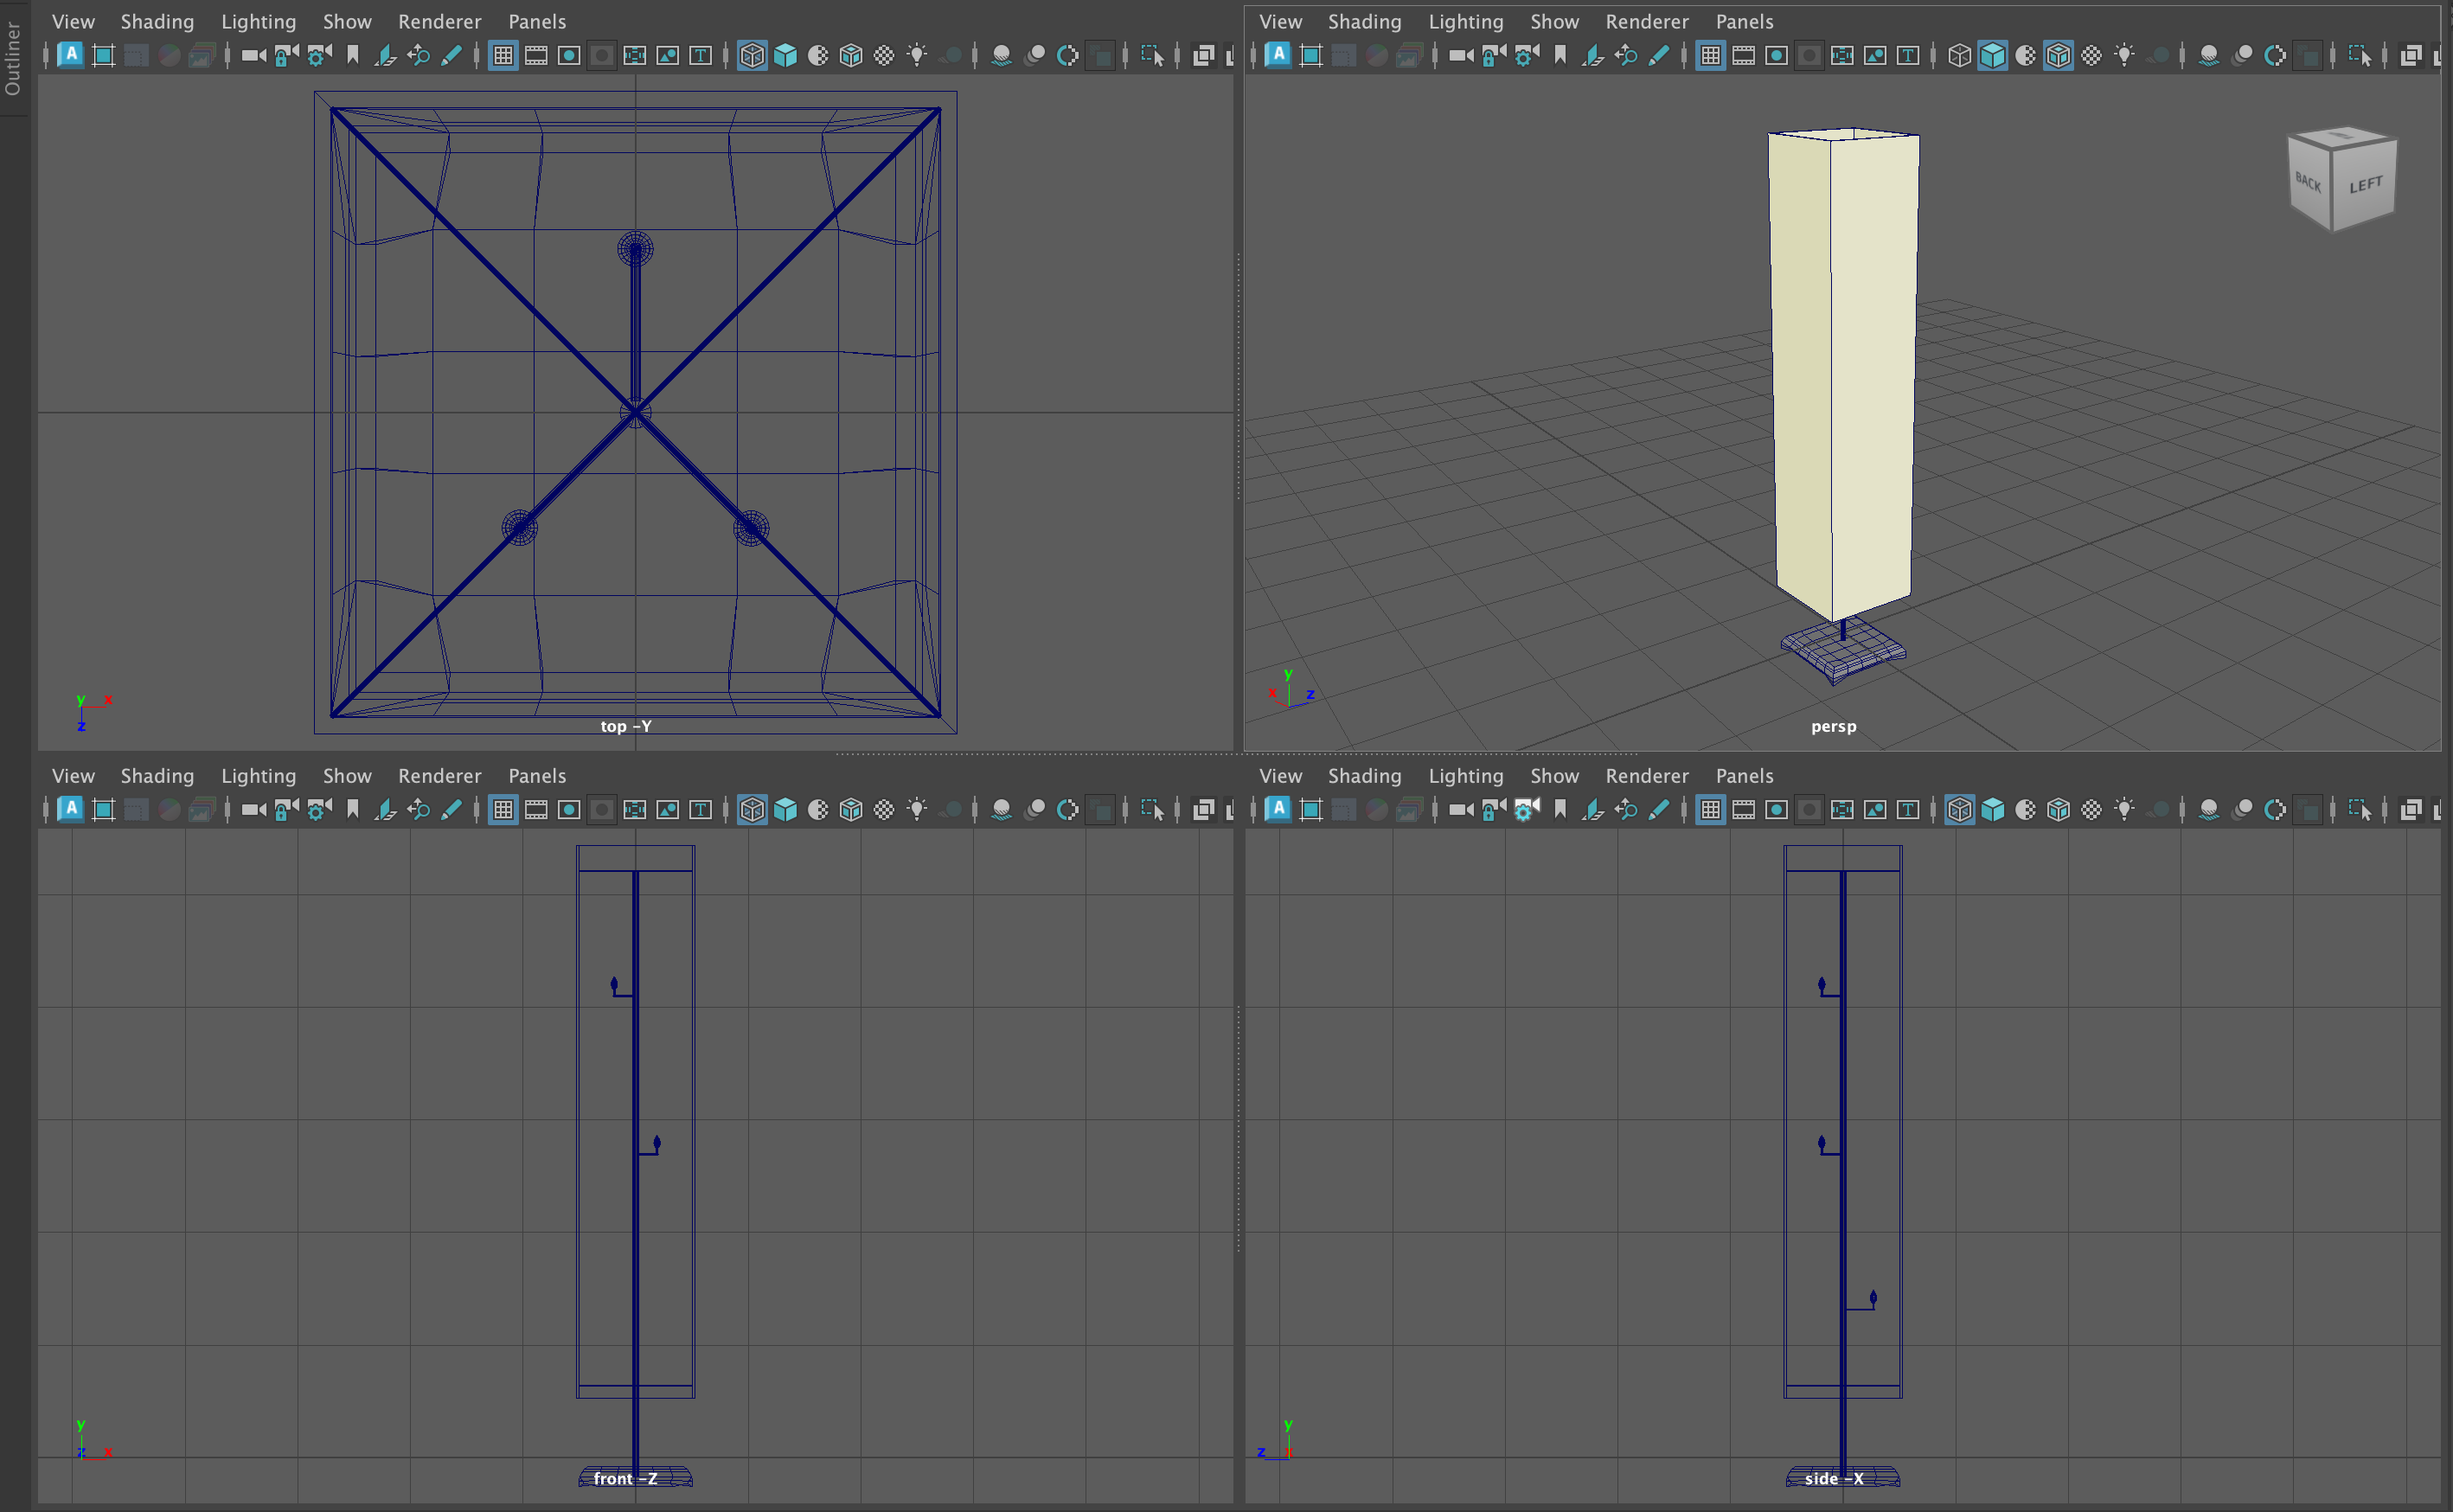 Outliner
View Shading Lighting Show Renderer Panels
A T
top -Y
y x
z
View Shading Lighting Show Renderer Panels
A T
BACK LEFT
y
x z
persp
View Shading Lighting Show Renderer Panels
A T
y
z x
front -Z
View Shading Lighting Show Renderer Panels
A T
y
z x
side -X